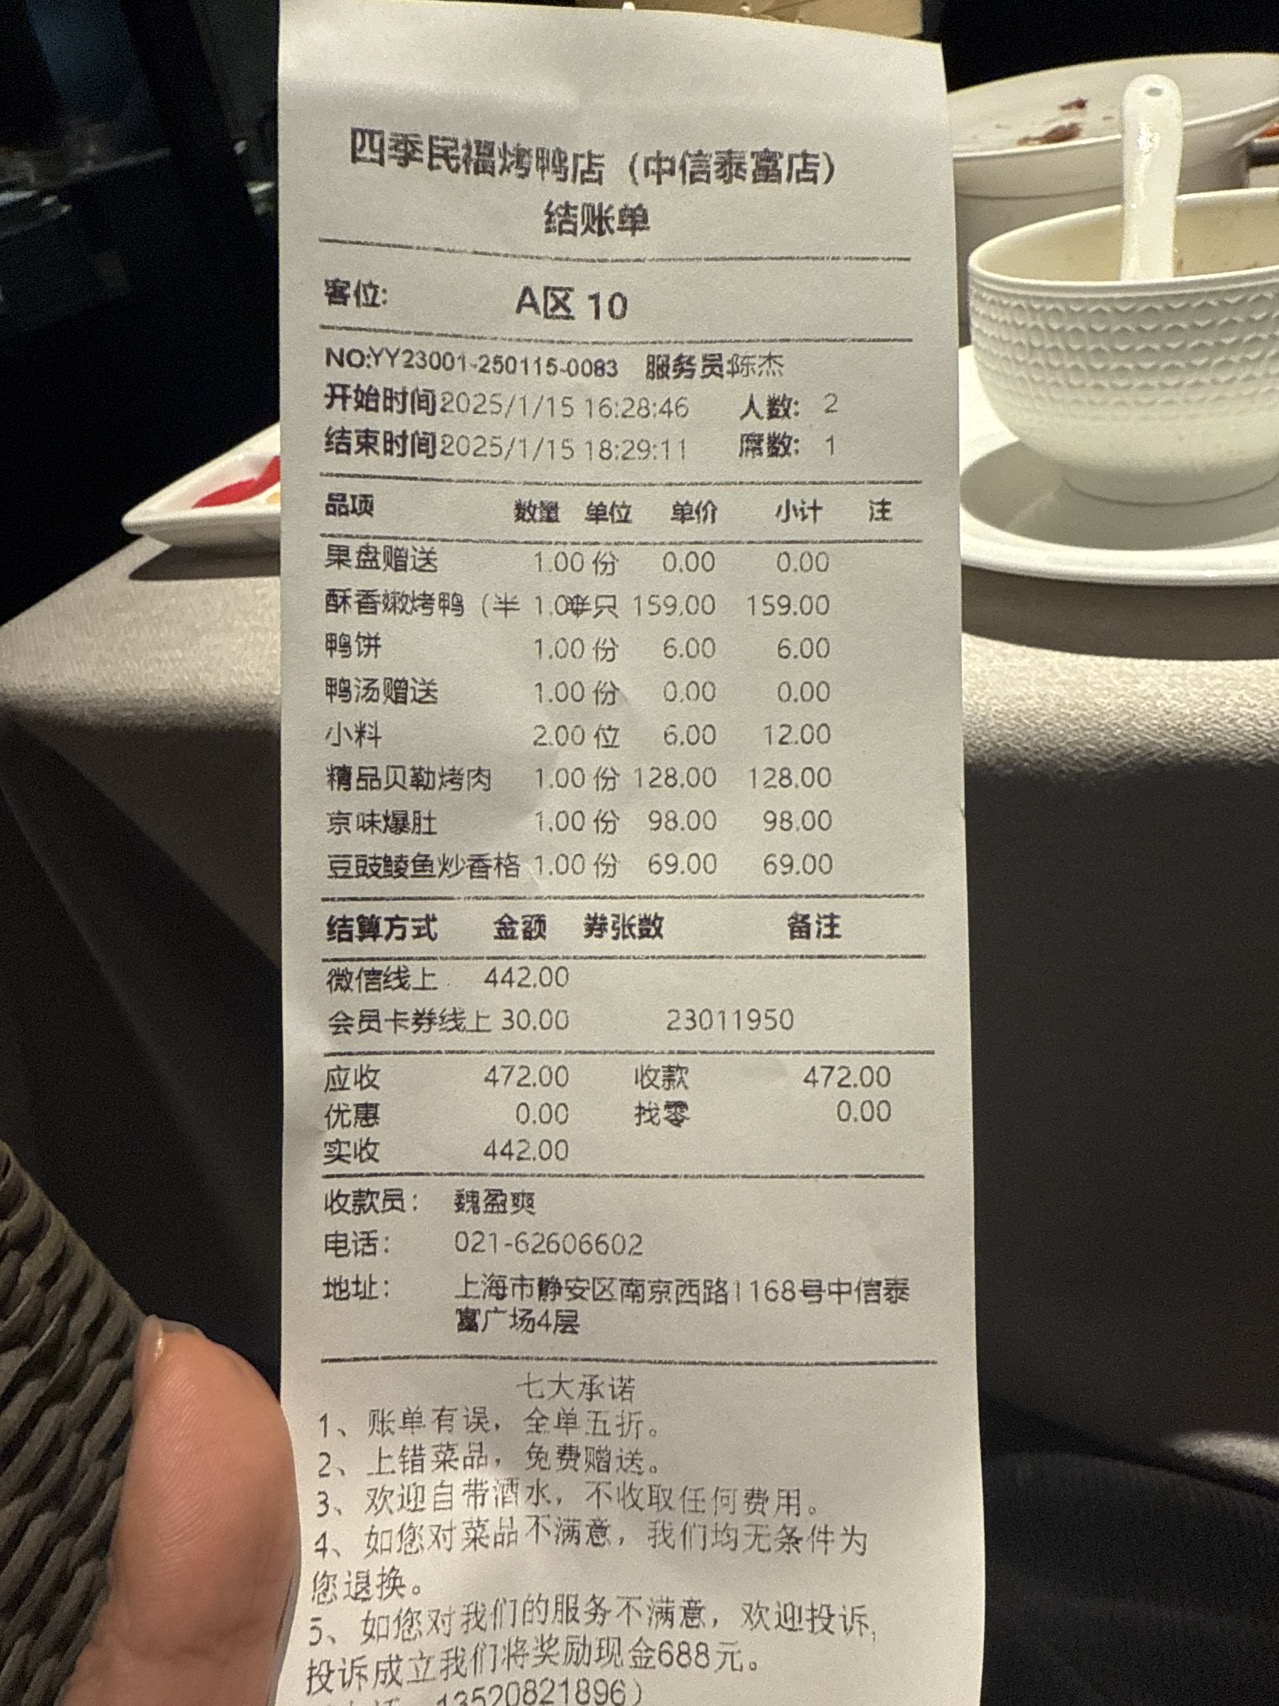 四季民福烤鸭店（中信泰富店）
结账单
客位: A区 10
NO:YY23001-250115-0083 服务员:陈杰
开始时间2025/1/15 16:28:46 人数: 2
结束时间2025/1/15 18:29:11 席数: 1
品项 数量 单位 单价 小计 注
果盘赠送 1.00 份 0.00 0.00
酥香嫩烤鸭（半 1.00 半只 159.00 159.00
鸭饼 1.00 份 6.00 6.00
鸭汤赠送 1.00 份 0.00 0.00
小料 2.00 位 6.00 12.00
精品贝勒烤肉 1.00 份 128.00 128.00
京味爆肚 1.00 份 98.00 98.00
豆豉鲮鱼炒香格 1.00 份 69.00 69.00
结算方式 金额 券张数 备注
微信线上 442.00
会员卡券线上 30.00 23011950
应收 472.00 收款 472.00
优惠 0.00 找零 0.00
实收 442.00
收款员: 魏盈爽
电话: 021-62606602
地址: 上海市静安区南京西路1168号中信泰
富广场4层
七大承诺
1、账单有误，全单五折。
2、上错菜品，免费赠送。
3、欢迎自带酒水，不收取任何费用。
4、如您对菜品不满意，我们均无条件为
您退换。
5、如您对我们的服务不满意，欢迎投诉，
投诉成立我们将奖励现金688元。
13520821896）